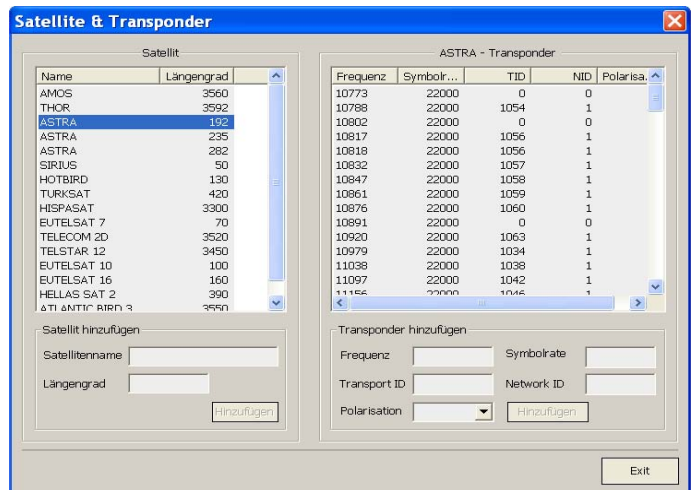 Satellite & Transponder
Satellit
Name Längengrad
AMOS 3560
THOR 3592
ASTRA 192
ASTRA 235
ASTRA 282
SIRIUS 50
HOTBIRD 130
TURKSAT 420
HISPASAT 3300
EUTELSAT 7 70
TELECOM 2D 3520
TELSTAR 12 3450
EUTELSAT 10 100
EUTELSAT 16 160
HELLAS SAT 2 390
ATLANTIC BIRD 3 3550
Satellit hinzufügen
Satellitenname
Längengrad
Hinzufügen
ASTRA - Transponder
Frequenz Symbolr... TID NID Polarisa.
10773 22000 0 0
10788 22000 1054 1
10802 22000 0 0
10817 22000 1056 1
10818 22000 1056 1
10832 22000 1057 1
10847 22000 1058 1
10861 22000 1059 1
10876 22000 1060 1
10891 22000 0 0
10920 22000 1063 1
10979 22000 1034 1
11038 22000 1038 1
11097 22000 1042 1
11156 22000 1046 1
Transponder hinzufügen
Frequenz Symbolrate
Transport ID Network ID
Polarisation Hinzufügen
Exit